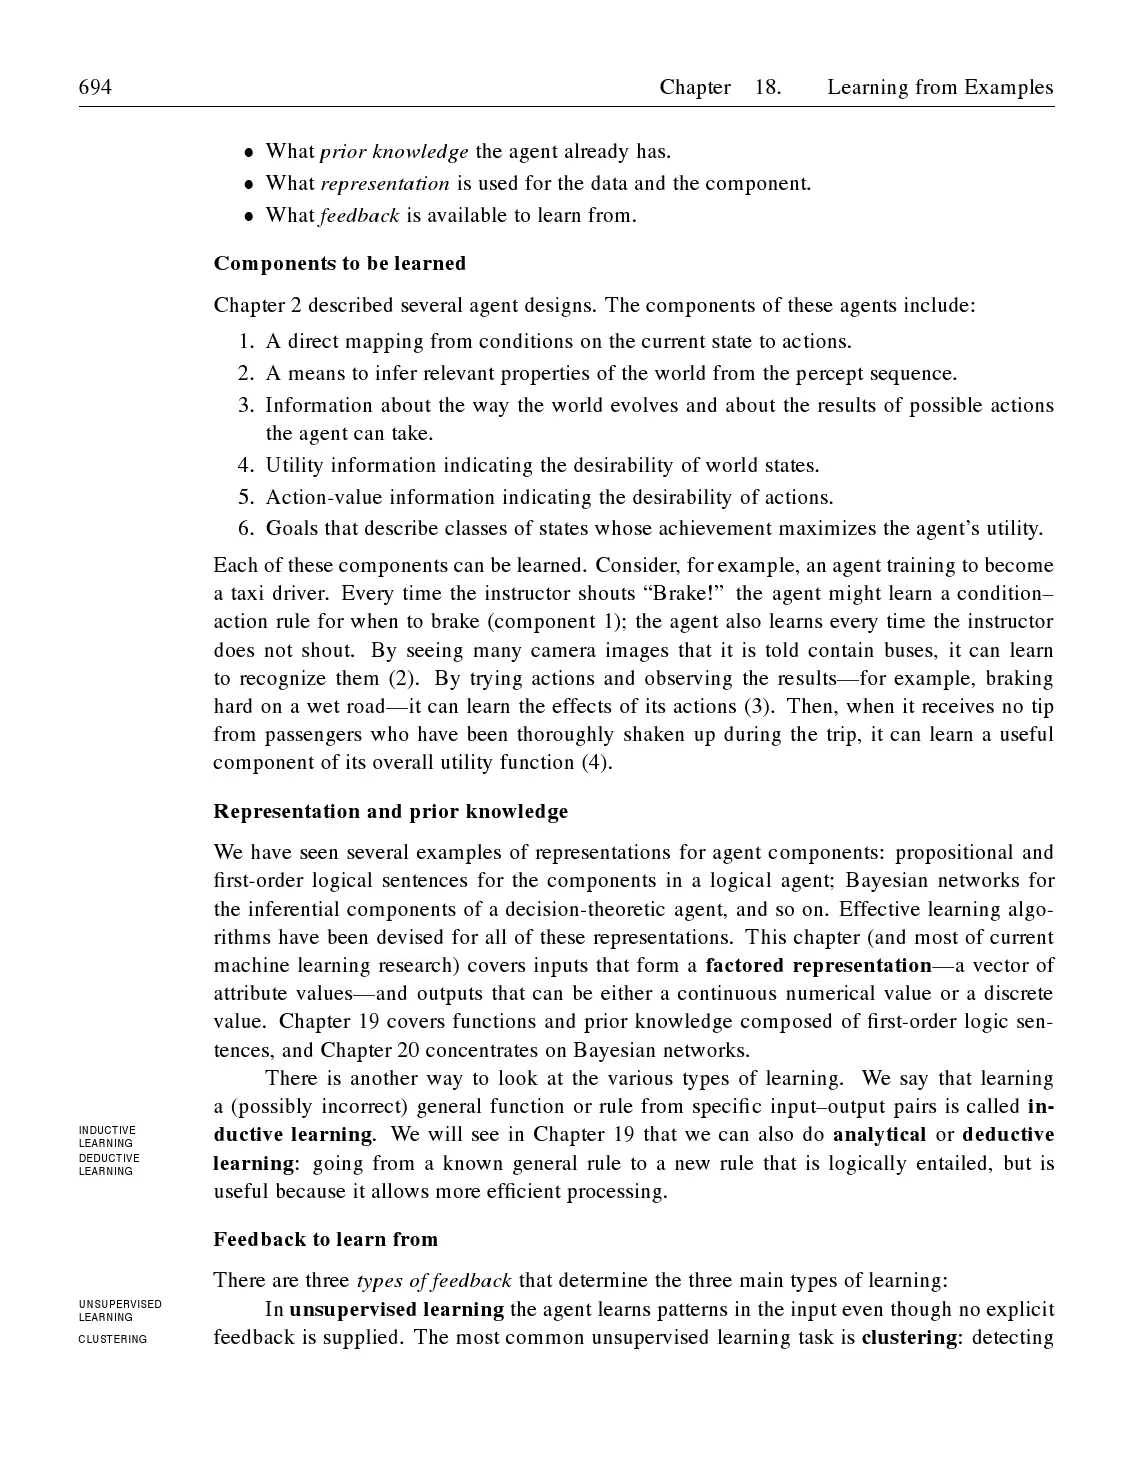 694 Chapter 18. Learning from Examples
• What prior knowledge the agent already has.
• What representation is used for the data and the component.
• What feedback is available to learn from.
Components to be learned
Chapter 2 described several agent designs. The components of these agents include:
1. A direct mapping from conditions on the current state to actions.
2. A means to infer relevant properties of the world from the percept sequence.
3. Information about the way the world evolves and about the results of possible actions
the agent can take.
4. Utility information indicating the desirability of world states.
5. Action-value information indicating the desirability of actions.
6. Goals that describe classes of states whose achievement maximizes the agent’s utility.
Each of these components can be learned. Consider, for example, an agent training to become
a taxi driver. Every time the instructor shouts “Brake!” the agent might learn a condition–
action rule for when to brake (component 1); the agent also learns every time the instructor
does not shout. By seeing many camera images that it is told contain buses, it can learn
to recognize them (2). By trying actions and observing the results—for example, braking
hard on a wet road—it can learn the effects of its actions (3). Then, when it receives no tip
from passengers who have been thoroughly shaken up during the trip, it can learn a useful
component of its overall utility function (4).
Representation and prior knowledge
We have seen several examples of representations for agent components: propositional and
first-order logical sentences for the components in a logical agent; Bayesian networks for
the inferential components of a decision-theoretic agent, and so on. Effective learning algo-
rithms have been devised for all of these representations. This chapter (and most of current
machine learning research) covers inputs that form a factored representation—a vector of
attribute values—and outputs that can be either a continuous numerical value or a discrete
value. Chapter 19 covers functions and prior knowledge composed of first-order logic sen-
tences, and Chapter 20 concentrates on Bayesian networks.
There is another way to look at the various types of learning. We say that learning
a (possibly incorrect) general function or rule from specific input–output pairs is called in-
INDUCTIVE
LEARNING
ductive learning. We will see in Chapter 19 that we can also do analytical or deductive
DEDUCTIVE
LEARNING
learning: going from a known general rule to a new rule that is logically entailed, but is
useful because it allows more efficient processing.
Feedback to learn from
There are three types of feedback that determine the three main types of learning:
UNSUPERVISED
LEARNING
In unsupervised learning the agent learns patterns in the input even though no explicit
CLUSTERING
feedback is supplied. The most common unsupervised learning task is clustering: detecting